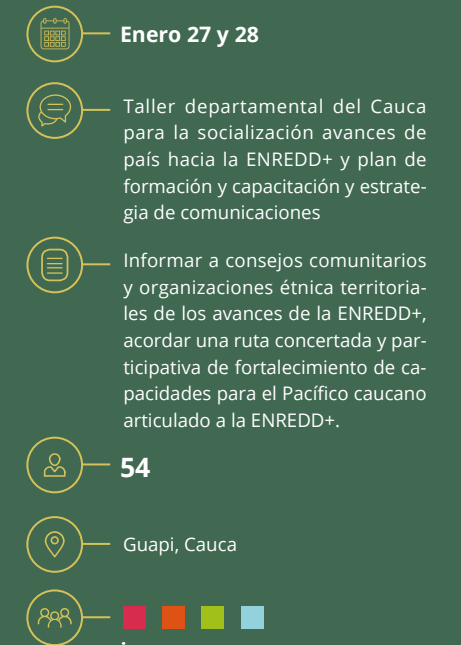 Enero 27 y 28
Taller departamental del Cauca
para la socialización avances de
país hacia la ENREDD+ y plan de
formación y capacitación y estrate-
gia de comunicaciones
Informar a consejos comunitarios
y organizaciones étnica territoria-
les de los avances de la ENREDD+,
acordar una ruta concertada y par-
ticipativa de fortalecimiento de ca-
pacidades para el Pacífico caucano
articulado a la ENREDD+.
54
Guapi, Cauca